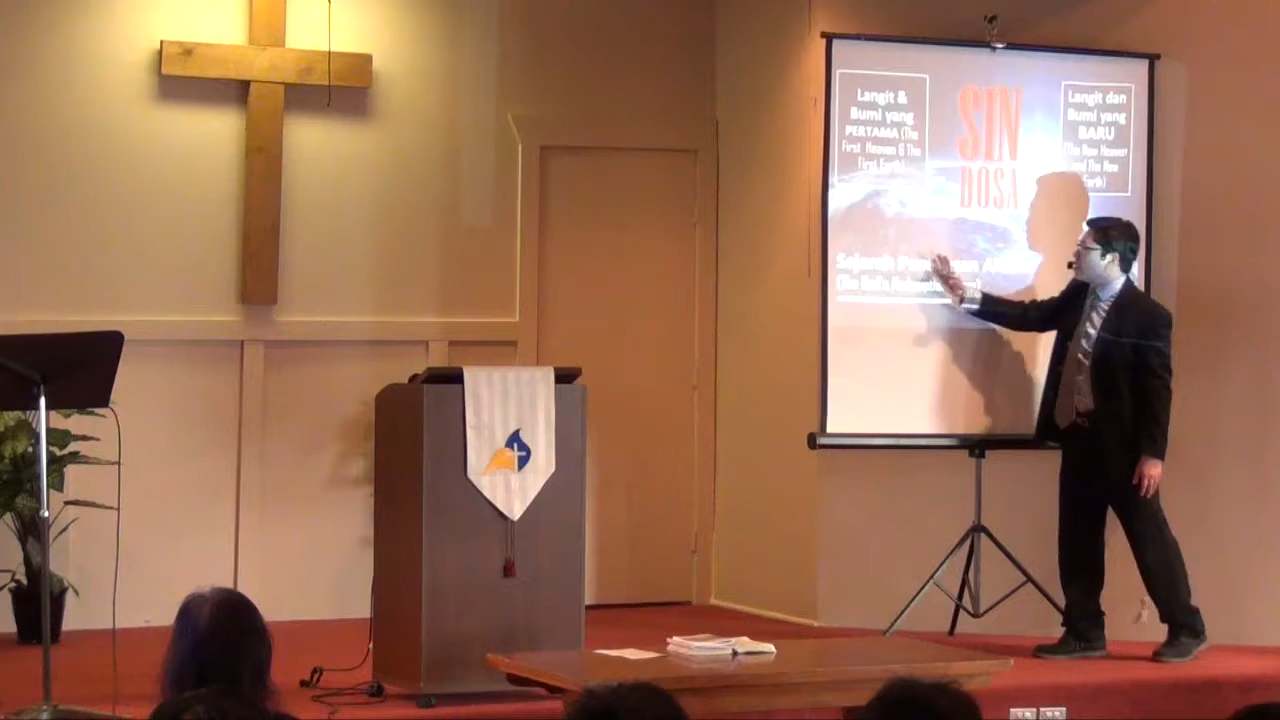 Langit &
Bumi yang
PERTAMA (The
First Heaven & The
First Earth)
SIN
DOSA
Langit dan
Bumi yang
BARU
(The New Heaven
and The New
Earth)
Sejarah
(The